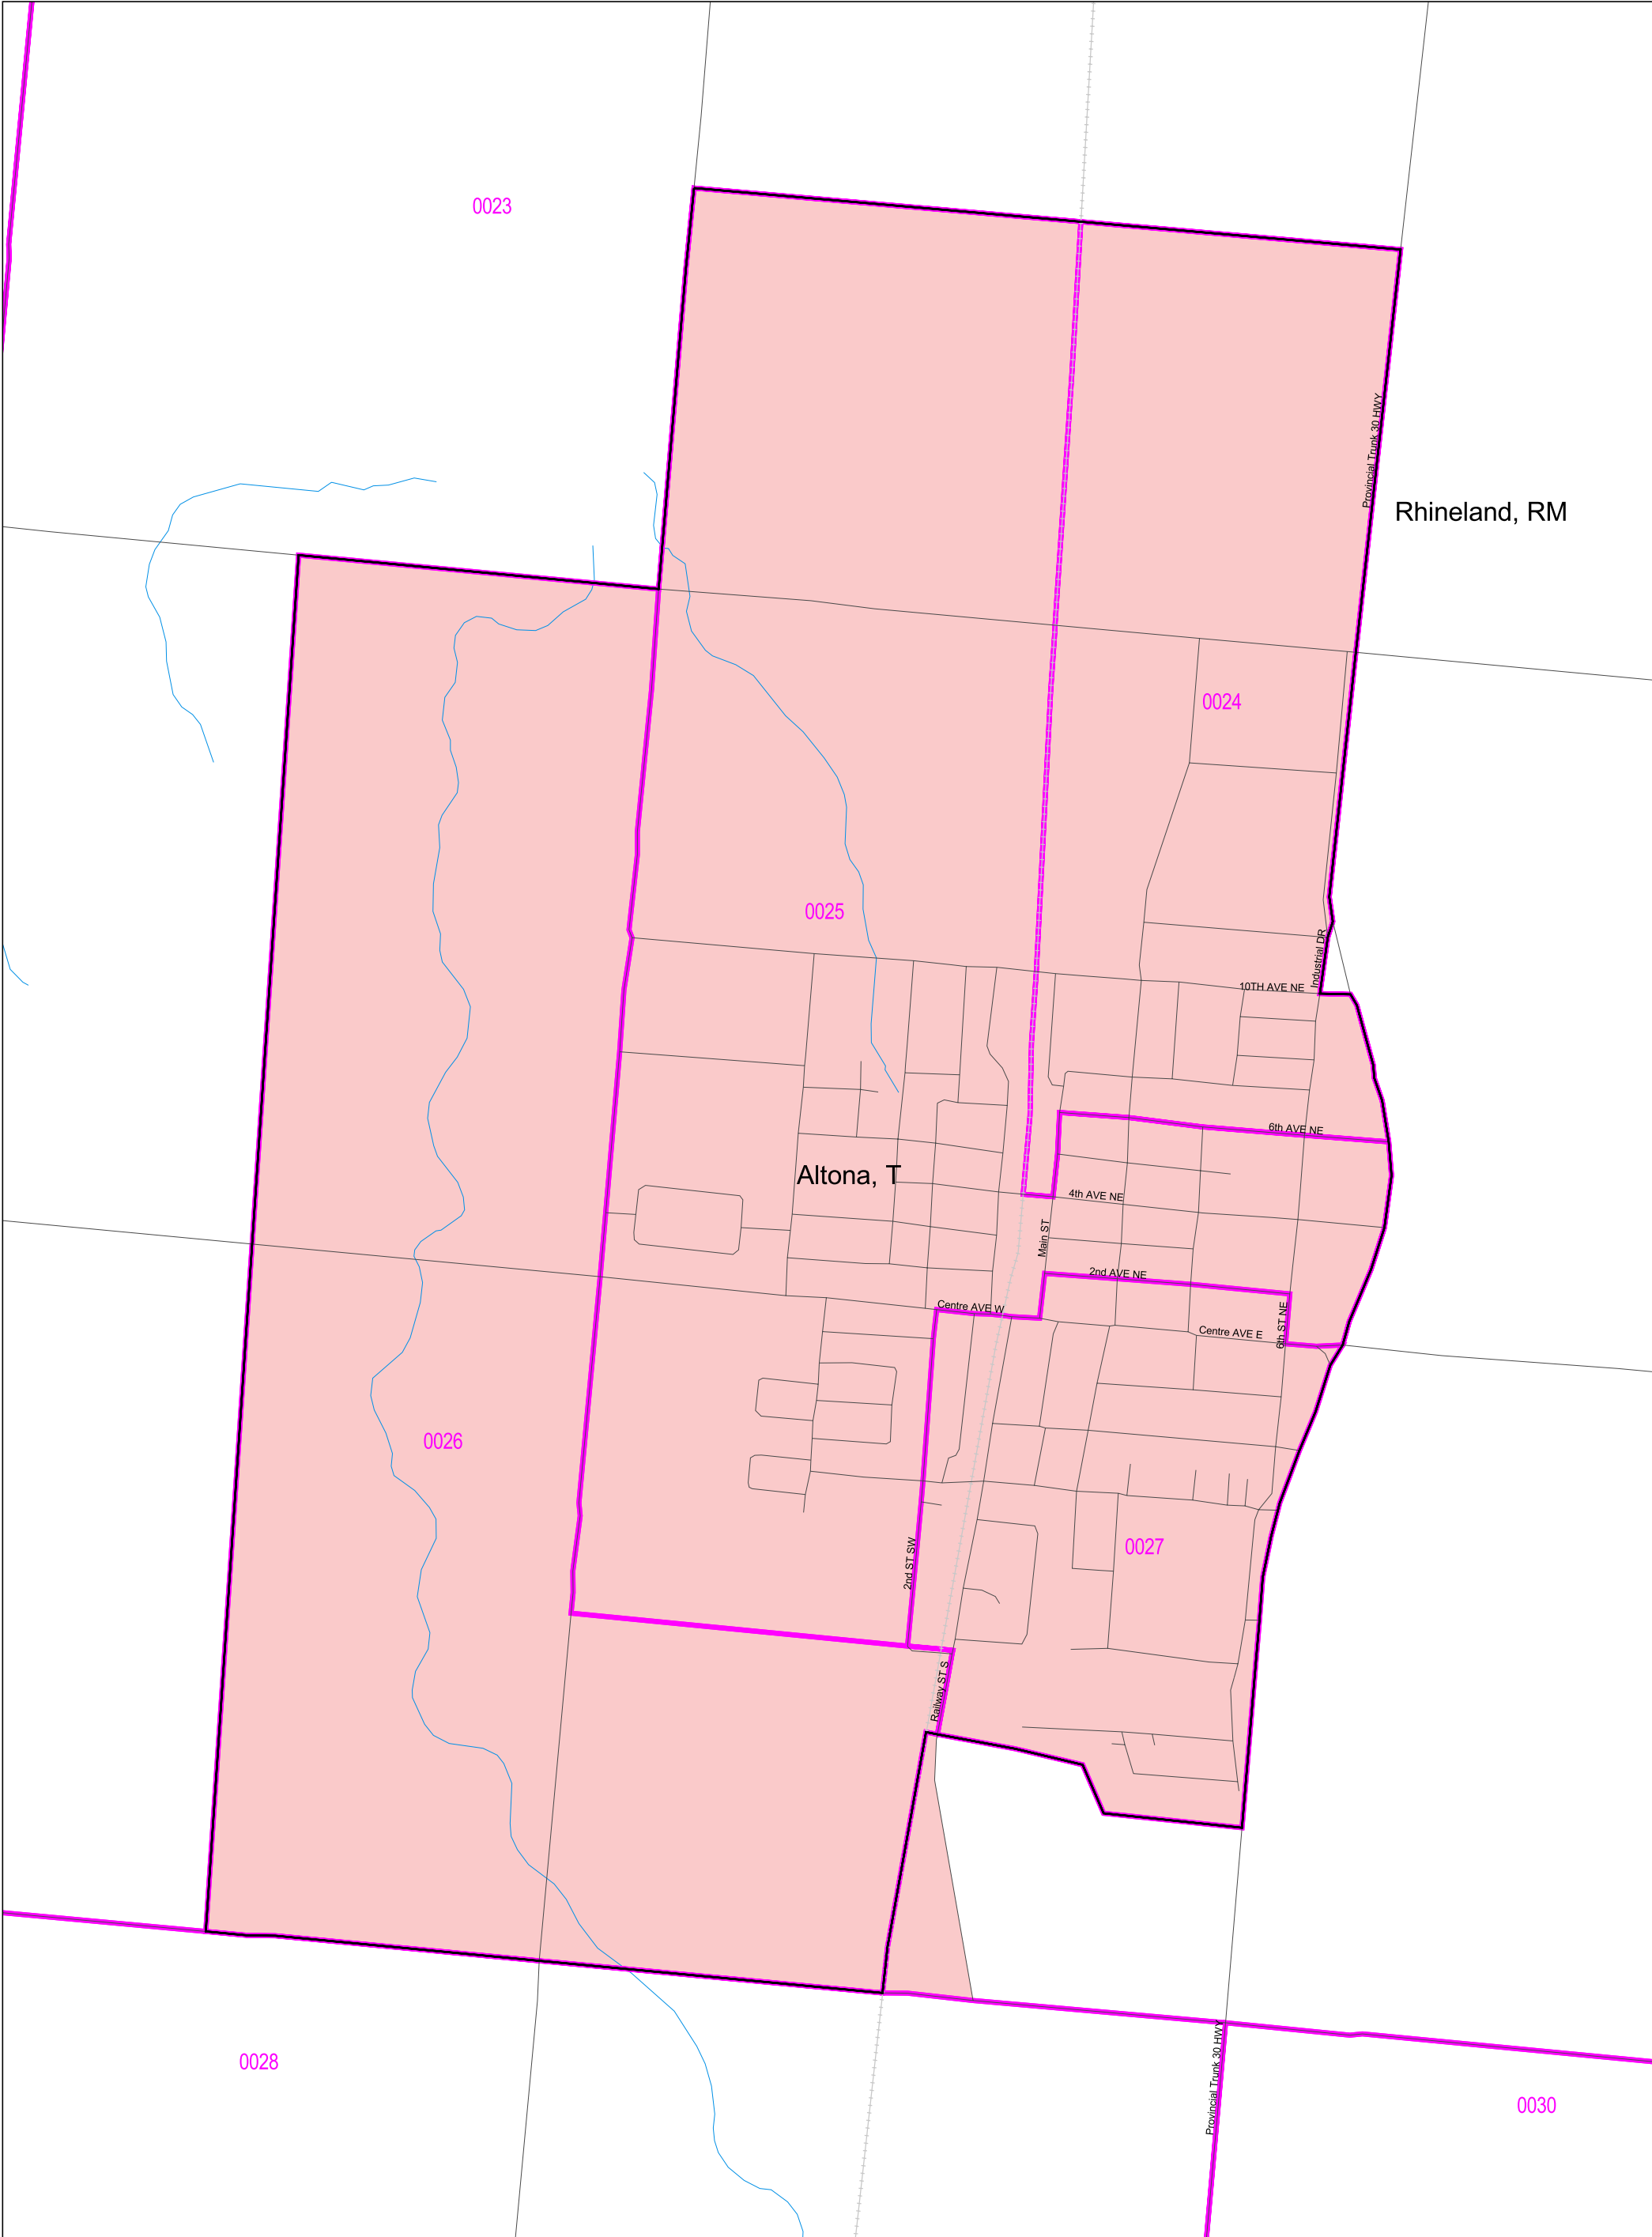 0023
Provincial Trunk 30 HWY
Rhineland, RM
0024
0025
Industrial DR
10TH AVE NE
6th AVE NE
Altona, T
4th AVE NE
Main ST
2nd AVE NE
Centre AVE W
6th ST NE
Centre AVE E
0026
0027
2nd ST SW
Railway ST S
0028
Provincial Trunk 30 HWY
0030